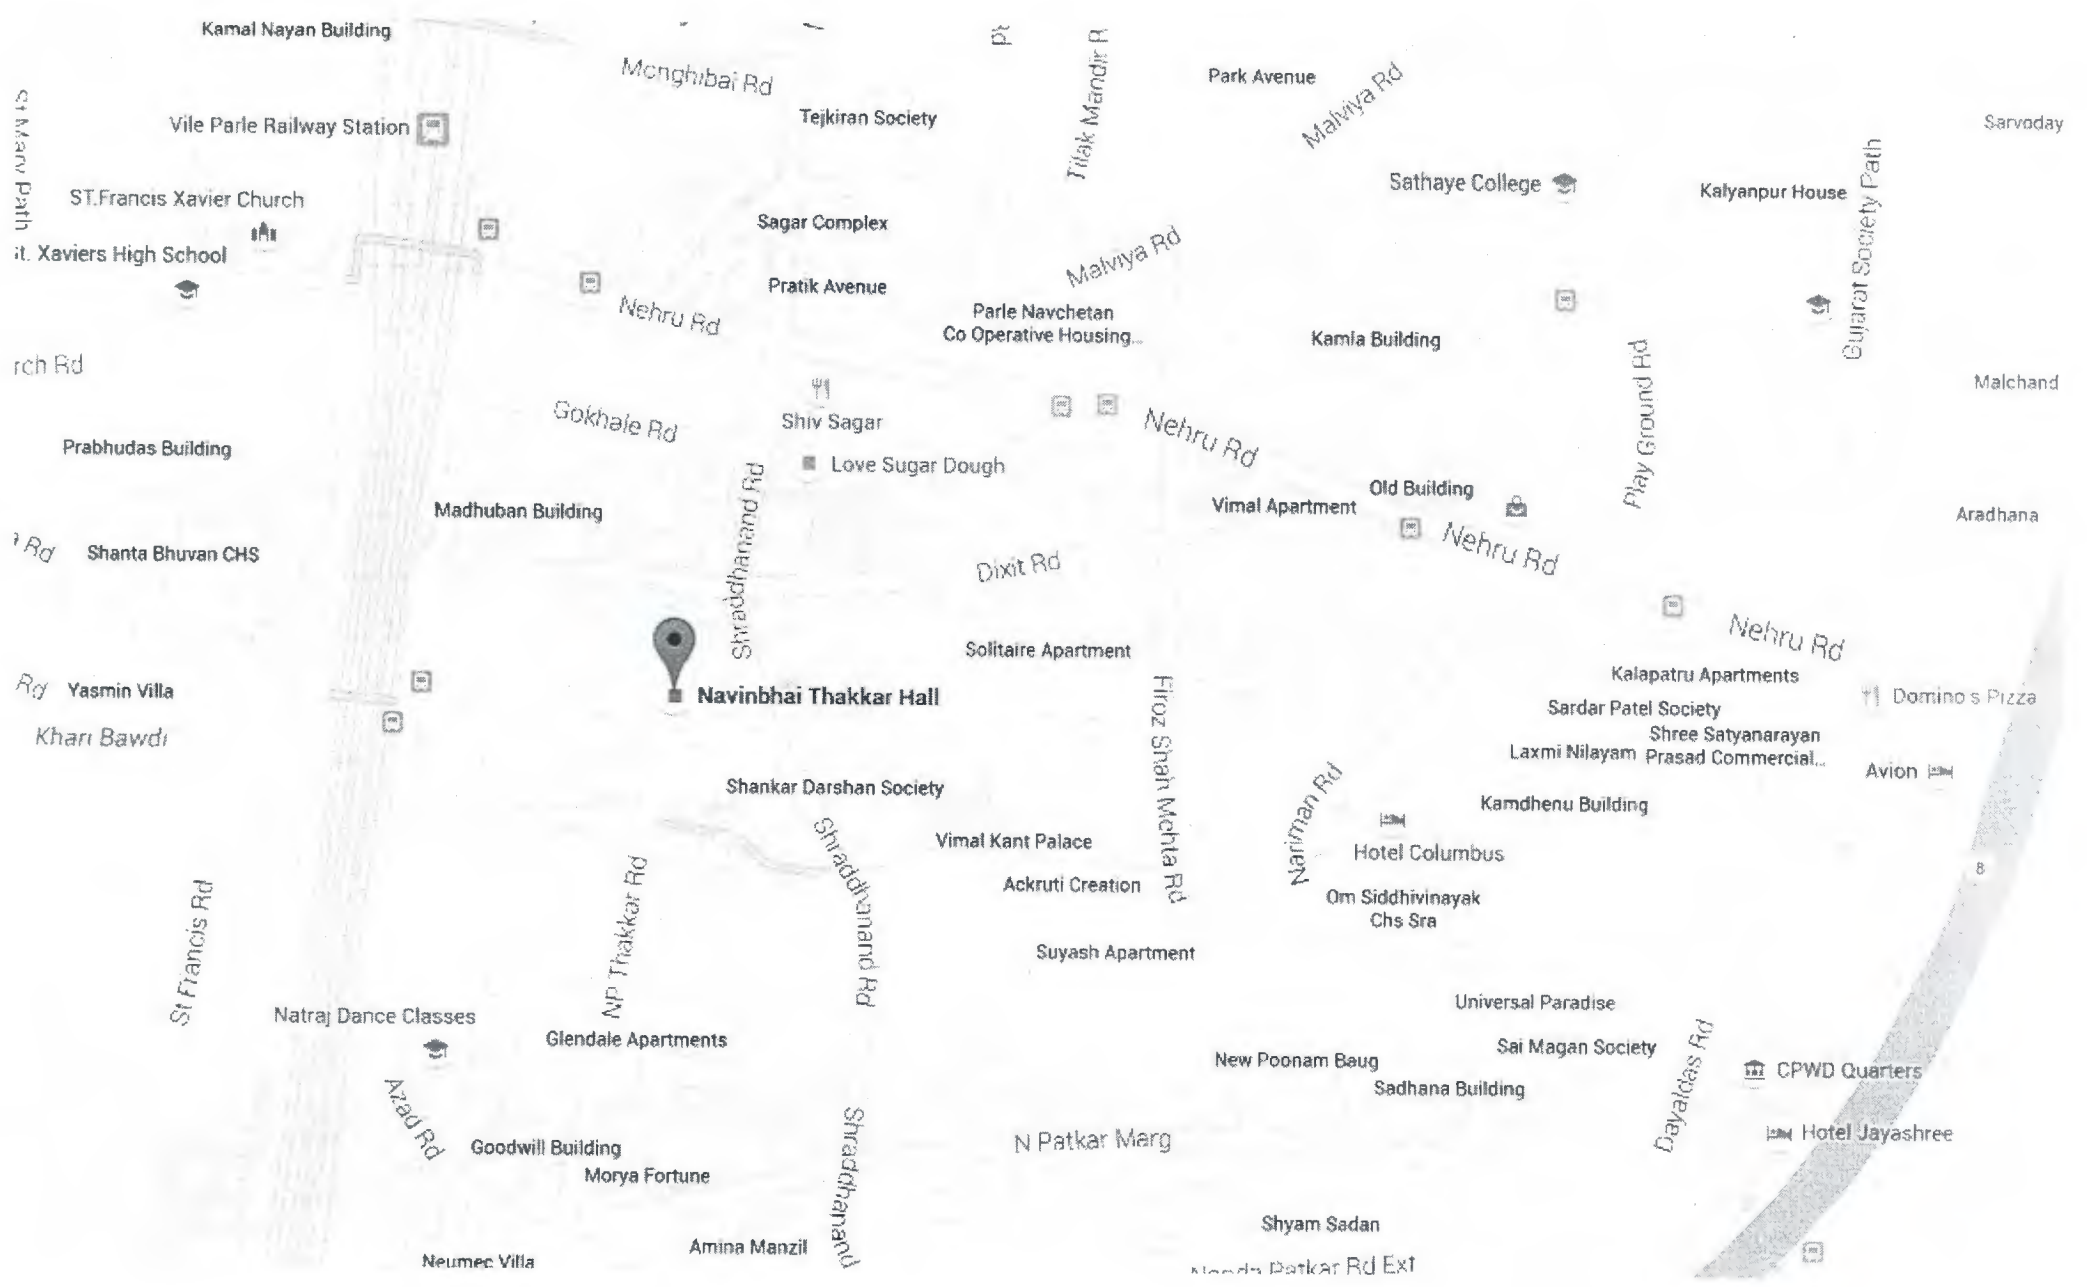 Kamal Nayan Building
Monghibai Rd
Tilak Mandir R
Park Avenue
Malviya Rd
St Mary Path
Vile Parle Railway Station
Tejkiran Society
Sarvoday
ST.Francis Xavier Church
Sathaye College
Kalyanpur House
Gujarat Society Path
Sagar Complex
Malviya Rd
it. Xaviers High School
Pratik Avenue
Nehru Rd
Parle Navchetan
Co Operative Housing...
Kamla Building
rch Rd
Play Ground Rd
Malchand
Gokhale Rd
Shiv Sagar
Nehru Rd
Prabhudas Building
Love Sugar Dough
Shraddhanand Rd
Madhuban Building
Vimal Apartment
Old Building
Aradhana
Rd
Shanta Bhuvan CHS
Dixit Rd
Nehru Rd
Nehru Rd
Solitaire Apartment
Rd
Yasmin Villa
Navinbhai Thakkar Hall
Kalapatru Apartments
Domino's Pizza
Sardar Patel Society
Khari Bawdi
Firoz Shah Mehta Rd
Shree Satyanarayan
Prasad Commercial...
Laxmi Nilayam
Avion
Shankar Darshan Society
Nariman Rd
Kamdhenu Building
Vimal Kant Palace
Hotel Columbus
8
Shraddhanand Rd
Ackruti Creation
Om Siddhivinayak
Chs Sra
St Francis Rd
NP Thakkar Rd
Suyash Apartment
Universal Paradise
Natraj Dance Classes
Glendale Apartments
New Poonam Baug
Sai Magan Society
Sadhana Building
Dayaldas Rd
CPWD Quarters
Azad Rd
Goodwill Building
N Patkar Marg
Hotel Jayashree
Morya Fortune
Shraddhanand
Shyam Sadan
Amina Manzil
Neumec Villa
Patkar Rd Ext